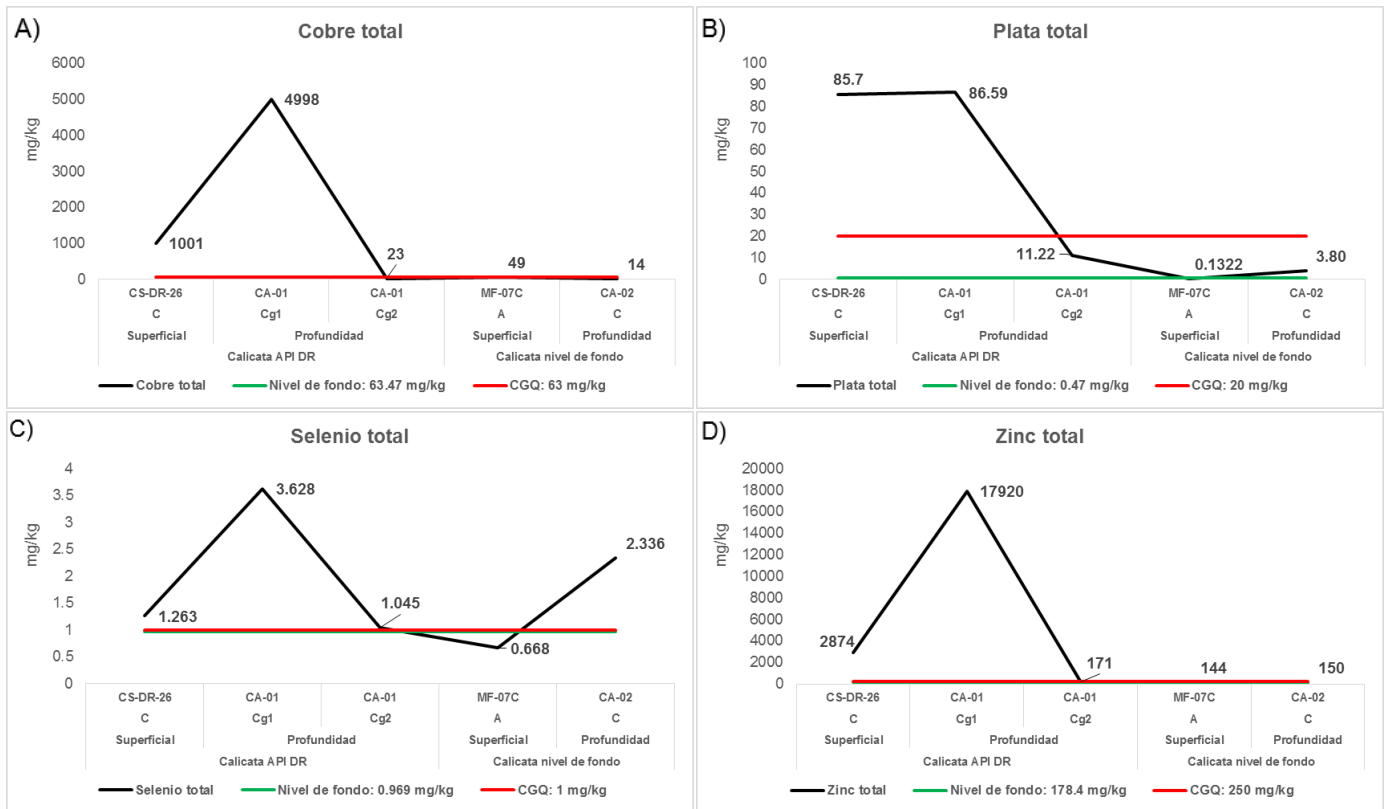 A)
Cobre total
mg/kg
6000
5000
4000
3000
2000
1000
0
1001
4998
23
49
14
CS-DR-26 CA-01 CA-01 MF-07C CA-02
C Cg1 Cg2 A C
Superficial Profundidad Superficial Profundidad
Calicata API DR Calicata nivel de fondo
Cobre total Nivel de fondo: 63.47 mg/kg CGQ: 63 mg/kg
B)
Plata total
mg/kg
100
90
80
70
60
50
40
30
20
10
0
85.7
86.59
11.22
0.1322
3.80
CS-DR-26 CA-01 CA-01 MF-07C CA-02
C Cg1 Cg2 A C
Superficial Profundidad Superficial Profundidad
Calicata API DR Calicata nivel de fondo
Plata total Nivel de fondo: 0.47 mg/kg CGQ: 20 mg/kg
C)
Selenio total
mg/kg
4
3.5
3
2.5
2
1.5
1
0.5
0
1.263
3.628
1.045
0.668
2.336
CS-DR-26 CA-01 CA-01 MF-07C CA-02
C Cg1 Cg2 A C
Superficial Profundidad Superficial Profundidad
Calicata API DR Calicata nivel de fondo
Selenio total Nivel de fondo: 0.969 mg/kg CGQ: 1 mg/kg
D)
Zinc total
mg/kg
20000
18000
16000
14000
12000
10000
8000
6000
4000
2000
0
2874
17920
171
144
150
CS-DR-26 CA-01 CA-01 MF-07C CA-02
C Cg1 Cg2 A C
Superficial Profundidad Superficial Profundidad
Calicata API DR Calicata nivel de fondo
Zinc total Nivel de fondo: 178.4 mg/kg CGQ: 250 mg/kg